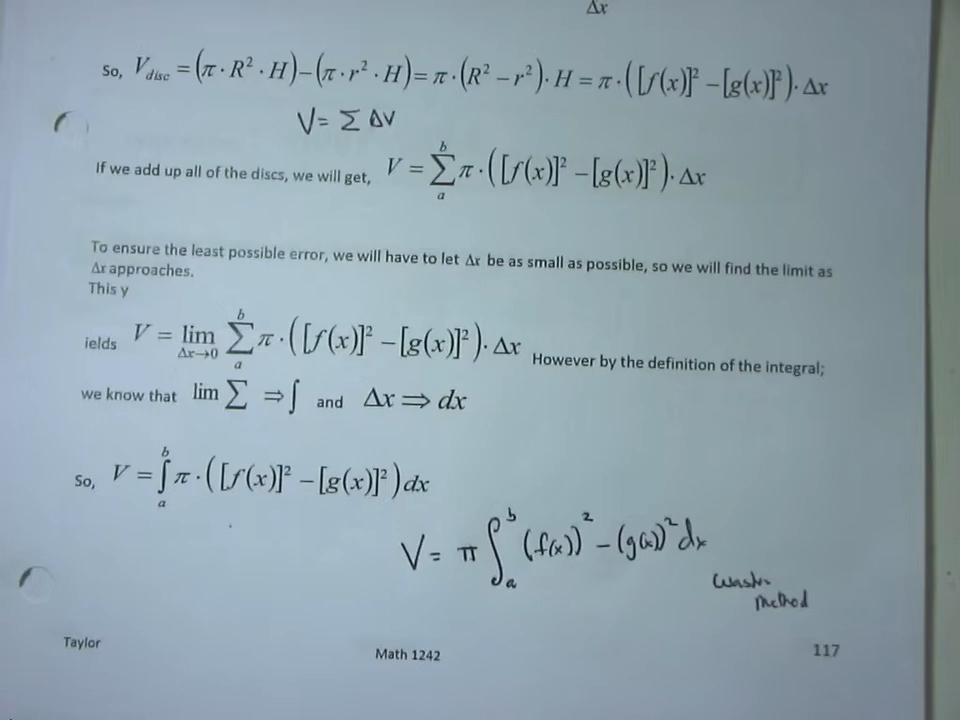 Δx
So, V_disc = (π · R² · H) − (π · r² · H) = π · (R² − r²) · H = π · ([f(x)]² − [g(x)]²) · Δx
V = Σ ΔV
If we add up all of the discs, we will get, V = ∑_a^b π · ([f(x)]² − [g(x)]²) · Δx
To ensure the least possible error, we will have to let Δx be as small as possible, so we will find the limit as
Δx approaches.
This y
ields V = lim_{Δx→0} ∑_a^b π · ([f(x)]² − [g(x)]²) · Δx However by the definition of the integral;
we know that lim ∑ ⇒ ∫ and Δx ⇒ dx
So, V = ∫_a^b π · ([f(x)]² − [g(x)]²) dx
V = π ∫_a^b (f(x))² − (g(x))² dx
Washer
method
Taylor
Math 1242
117